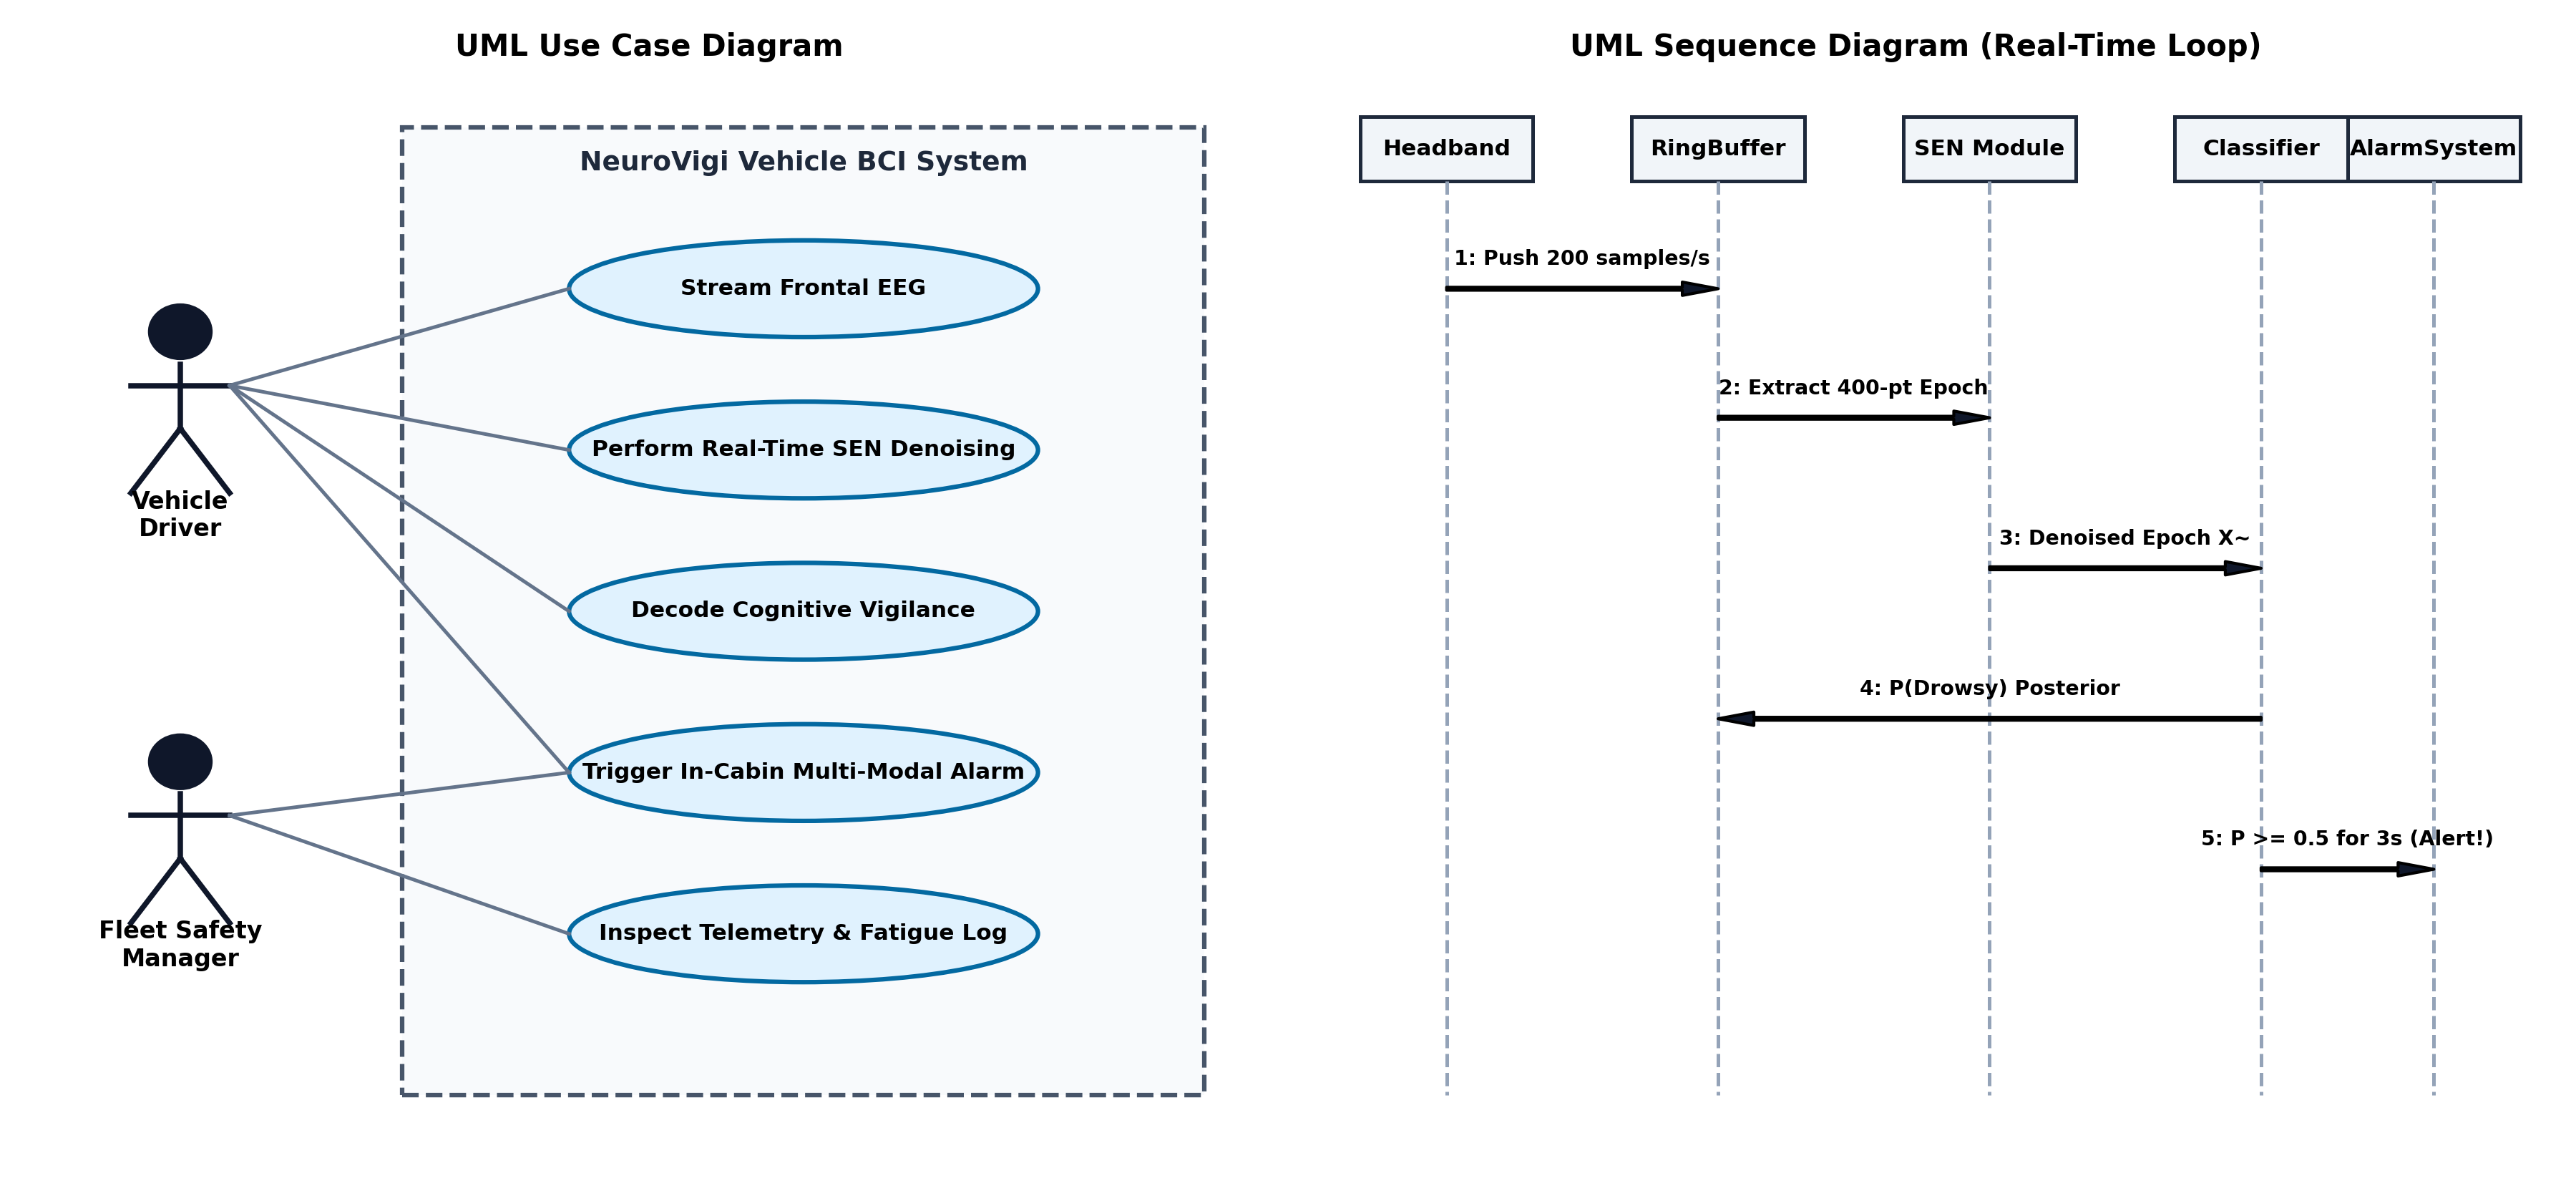 UML Use Case Diagram
NeuroVigi Vehicle BCI System
Stream Frontal EEG
Perform Real-Time SEN Denoising
Decode Cognitive Vigilance
Trigger In-Cabin Multi-Modal Alarm
Inspect Telemetry & Fatigue Log
Vehicle
Driver
Fleet Safety
Manager
UML Sequence Diagram (Real-Time Loop)
Headband
RingBuffer
SEN Module
Classifier
AlarmSystem
1: Push 200 samples/s
2: Extract 400-pt Epoch
3: Denoised Epoch X~
4: P(Drowsy) Posterior
5: P >= 0.5 for 3s (Alert!)